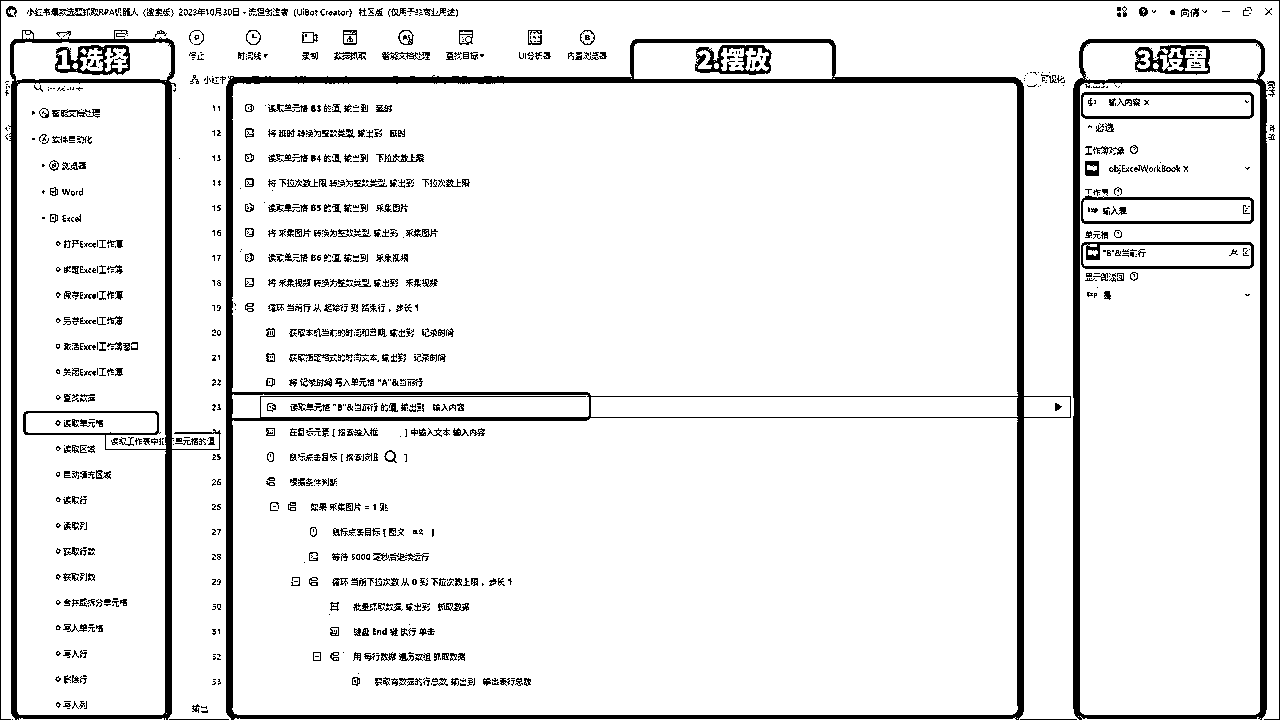 小红书爆款选题抓取RPA机器人（搜索版）2023年10月30日 - 流程创造者（UiBot Creator）社区版（仅用于非商业用途）
停止
时间线
录制
数据抓取
智能文档处理
查找目标
UI分析器
内置浏览器
1.选择
2.摆放
3.设置
小红书
可视化
智能文档处理
软件自动化
浏览器
Word
Excel
打开Excel工作簿
绑定Excel工作簿
保存Excel工作簿
另存Excel工作簿
激活Excel工作簿窗口
关闭Excel工作簿
查找数据
读取单元格
读取工作表中指定单元格的值
读取区域
自动填充区域
读取行
读取列
获取行数
获取列数
合并或拆分单元格
写入单元格
写入行
删除行
写入列
11 读取单元格 B3 的值, 输出到 延时
12 将 延时 转换为整数类型, 输出到 延时
13 读取单元格 B4 的值, 输出到 下拉次数上限
14 将 下拉次数上限 转换为整数类型, 输出到 下拉次数上限
15 读取单元格 B5 的值, 输出到 采集图片
16 将 采集图片 转换为整数类型, 输出到 采集图片
17 读取单元格 B6 的值, 输出到 采集视频
18 将 采集视频 转换为整数类型, 输出到 采集视频
19 循环 当前行 从 起始行 到 结束行 ，步长 1
20 获取本机当前的时间和日期, 输出到 记录时间
21 获取指定格式的时间文本, 输出到 记录时间
22 将 记录时间 写入单元格 "A"&当前行
23 读取单元格 "B"&当前行 的值, 输出到 输入内容
在目标元素 [ 搜索输入框 ] 中输入文本 输入内容
25 鼠标点击目标 [ 搜索按钮 ]
26 根据条件判断
如果 采集图片 = 1 则
27 鼠标点击目标 [ 图文 ]
28 等待 5000 毫秒后继续运行
29 循环 当前下拉次数 从 0 到 下拉次数上限 ，步长 1
30 批量抓取数据, 输出到 抓取数据
31 键盘 End 键 执行 单击
32 用 每行数据 遍历数组 抓取数据
33 获取有数据的行总数, 输出到 输出表行总数
输出
输入内容 X
必选
工作簿对象
objExcelWorkBook X
工作表
Exp 输入表
单元格
Exp "B"&当前行
显示即返回
Exp 是